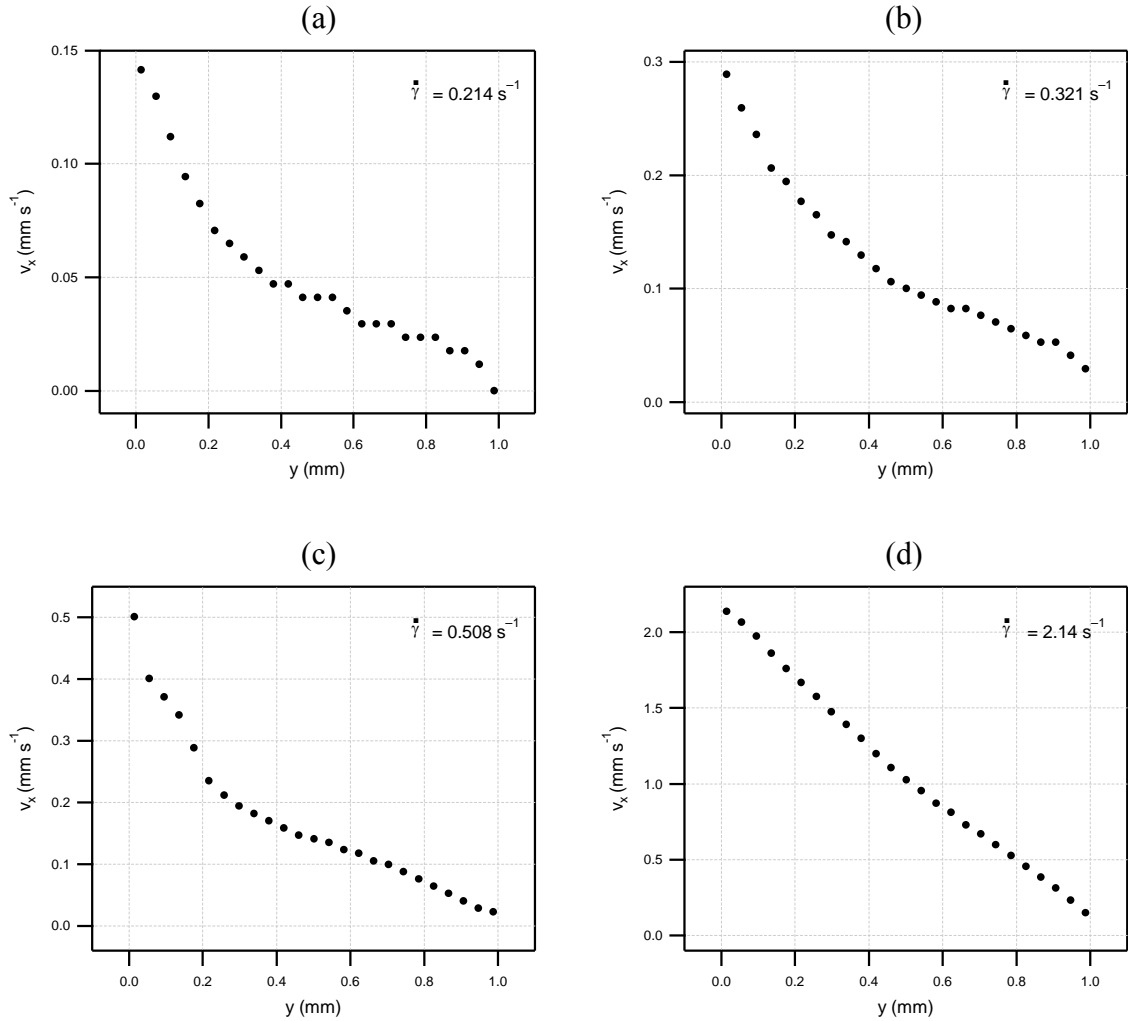 (a)
0.15
0.10
0.05
0.00
vₓ (mm s⁻¹)
γ̇ = 0.214 s⁻¹
0.0 0.2 0.4 0.6 0.8 1.0
y (mm)
(b)
0.3
0.2
0.1
0.0
vₓ (mm s⁻¹)
γ̇ = 0.321 s⁻¹
0.0 0.2 0.4 0.6 0.8 1.0
y (mm)
(c)
0.5
0.4
0.3
0.2
0.1
0.0
vₓ (mm s⁻¹)
γ̇ = 0.508 s⁻¹
0.0 0.2 0.4 0.6 0.8 1.0
y (mm)
(d)
2.0
1.5
1.0
0.5
0.0
vₓ (mm s⁻¹)
γ̇ = 2.14 s⁻¹
0.0 0.2 0.4 0.6 0.8 1.0
y (mm)